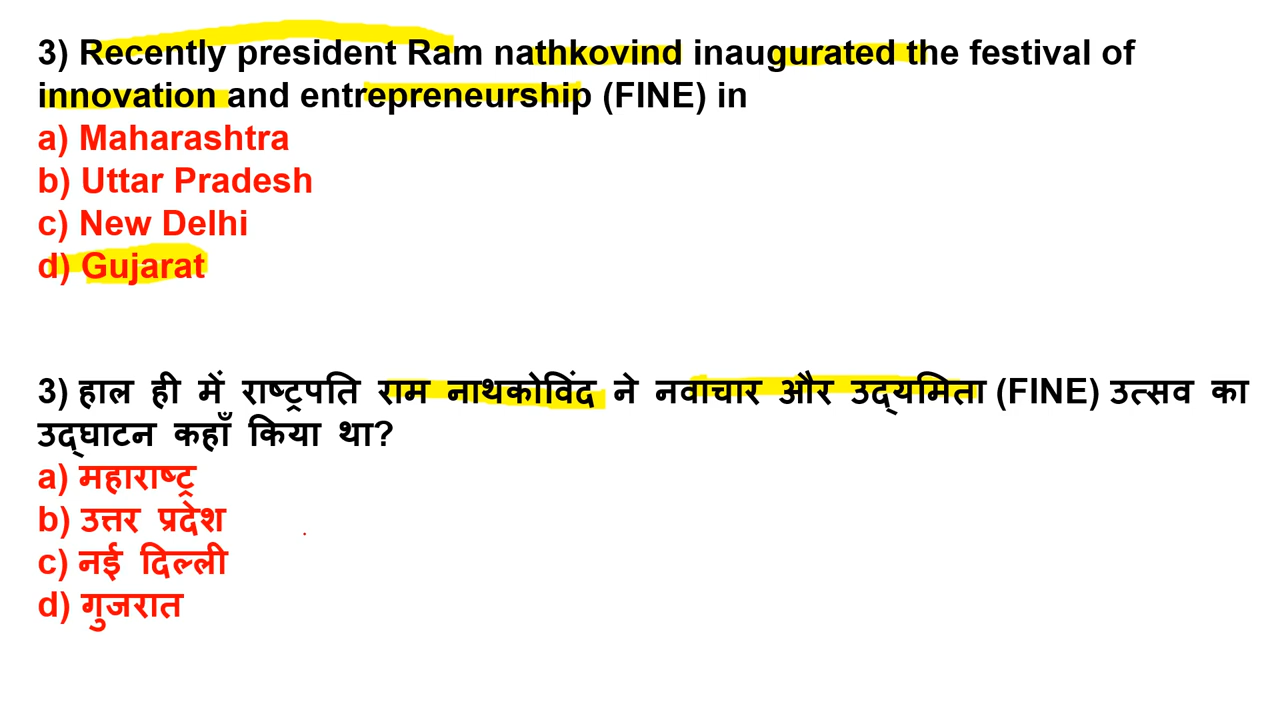 3) Recently president Ram nathkovind inaugurated the festival of
innovation and entrepreneurship (FINE) in
a) Maharashtra
b) Uttar Pradesh
c) New Delhi
d) Gujarat
3) हाल ही में राष्ट्रपति राम नाथकोविंद ने नवाचार और उद्यमिता (FINE) उत्सव का
उद्घाटन कहाँ किया था?
a) महाराष्ट्र
b) उत्तर प्रदेश
c) नई दिल्ली
d) गुजरात